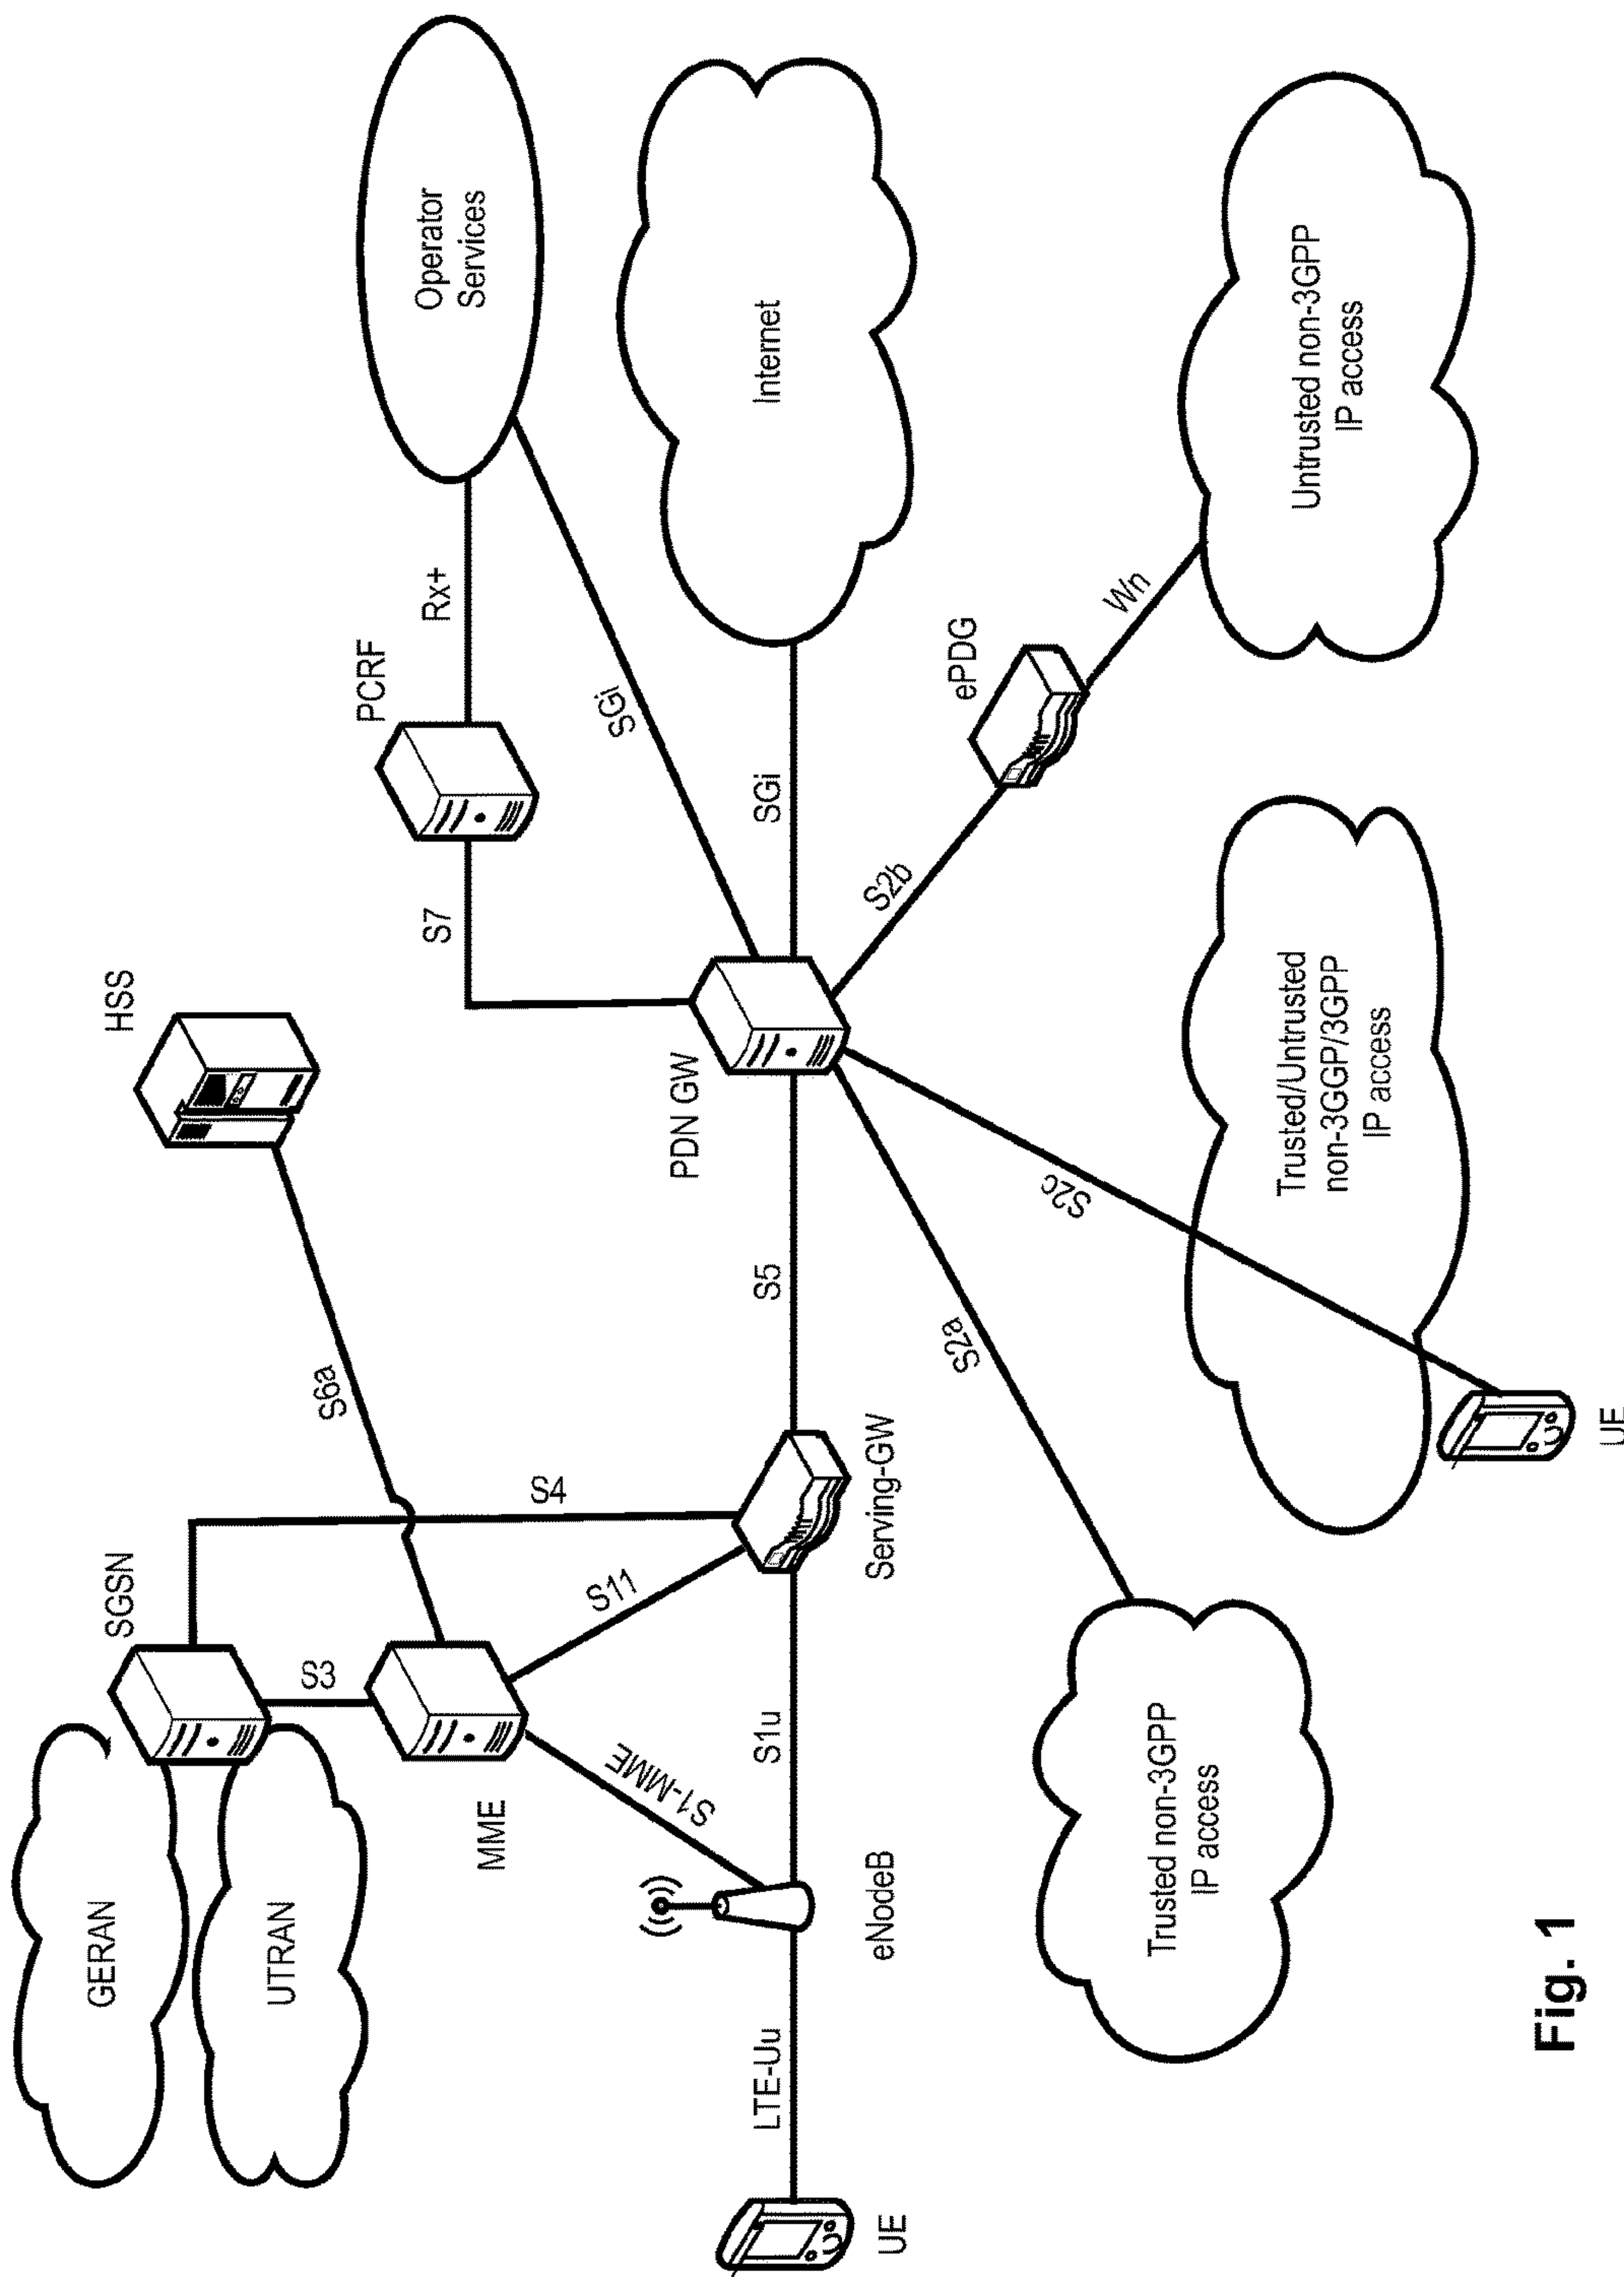 GERAN
UTRAN
SGSN
HSS
S3
S4
S6a
MME
S11
S1-MME
PCRF
S7
Rx+
Operator
Services
SGi
UE
LTE-Uu
eNodeB
S1u
Serving-GW
S5
PDN GW
SGi
Internet
S2a
S2c
S2b
ePDG
Wn
Trusted non-3GPP
IP access
Trusted/Untrusted
non-3GGP/3GPP
IP access
Untrusted non-3GPP
IP access
UE
Fig. 1